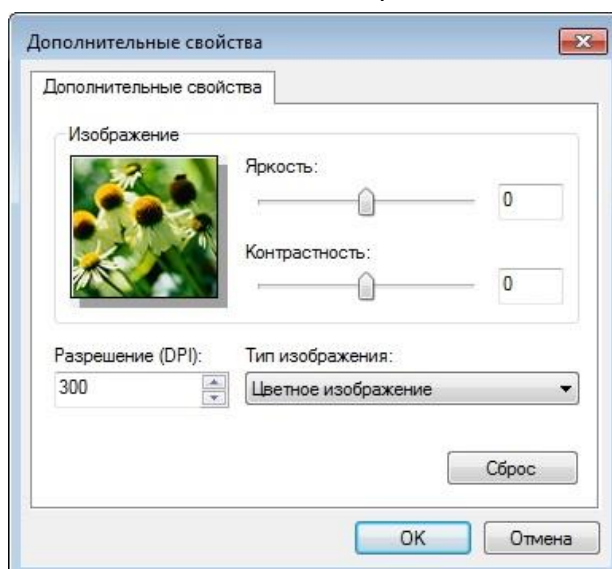 Дополнительные свойства
Дополнительные свойства
Изображение
Яркость:
0
Контрастность:
0
Разрешение (DPI):
Тип изображения:
300
Цветное изображение
Сброс
OK
Отмена